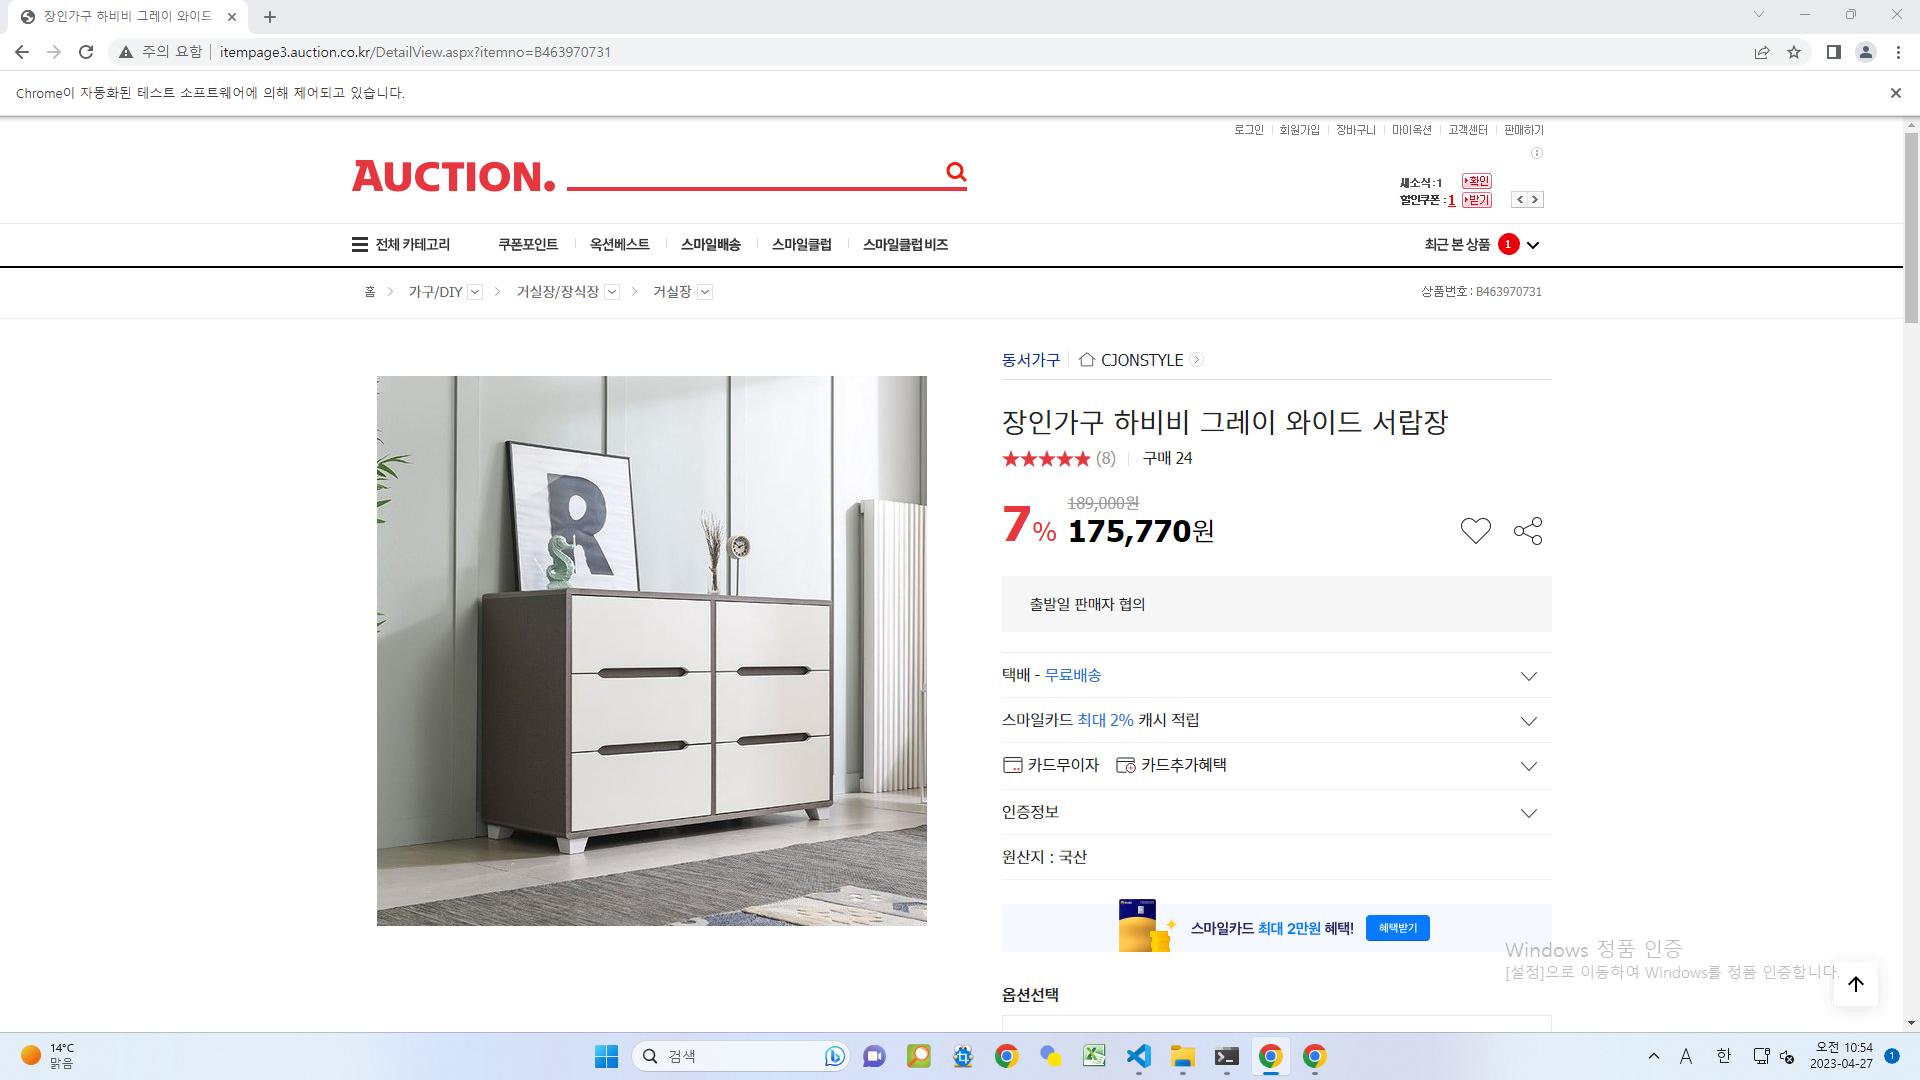 장인가구 하비비 그레이 와이드
주의 요함 itempage3.auction.co.kr/DetailView.aspx?itemno=B463970731
Chrome이 자동화된 테스트 소프트웨어에 의해 제어되고 있습니다.
로그인 회원가입 장바구니 마이옥션 고객센터 판매하기
AUCTION.
새소식:1 확인
할인쿠폰:1 받기
전체 카테고리 쿠폰포인트 옥션베스트 스마일배송 스마일클럽 스마일클럽 비즈 최근 본 상품 1
홈 가구/DIY 거실장/장식장 거실장 상품번호 : B463970731
동서가구 CJONSTYLE
장인가구 하비비 그레이 와이드 서랍장
★★★★★ (8) 구매 24
189,000원
7% 175,770원
R
출발일 판매자 협의
택배 - 무료배송
스마일카드 최대 2% 캐시 적립
카드무이자 카드추가혜택
인증정보
원산지 : 국산
스마일카드 최대 2만원 혜택! 혜택받기
Windows 정품 인증
[설정]으로 이동하여 Windows를 정품 인증합니다.
옵션선택
14°C
맑음
검색
A 한
오전 10:54
2023-04-27
1